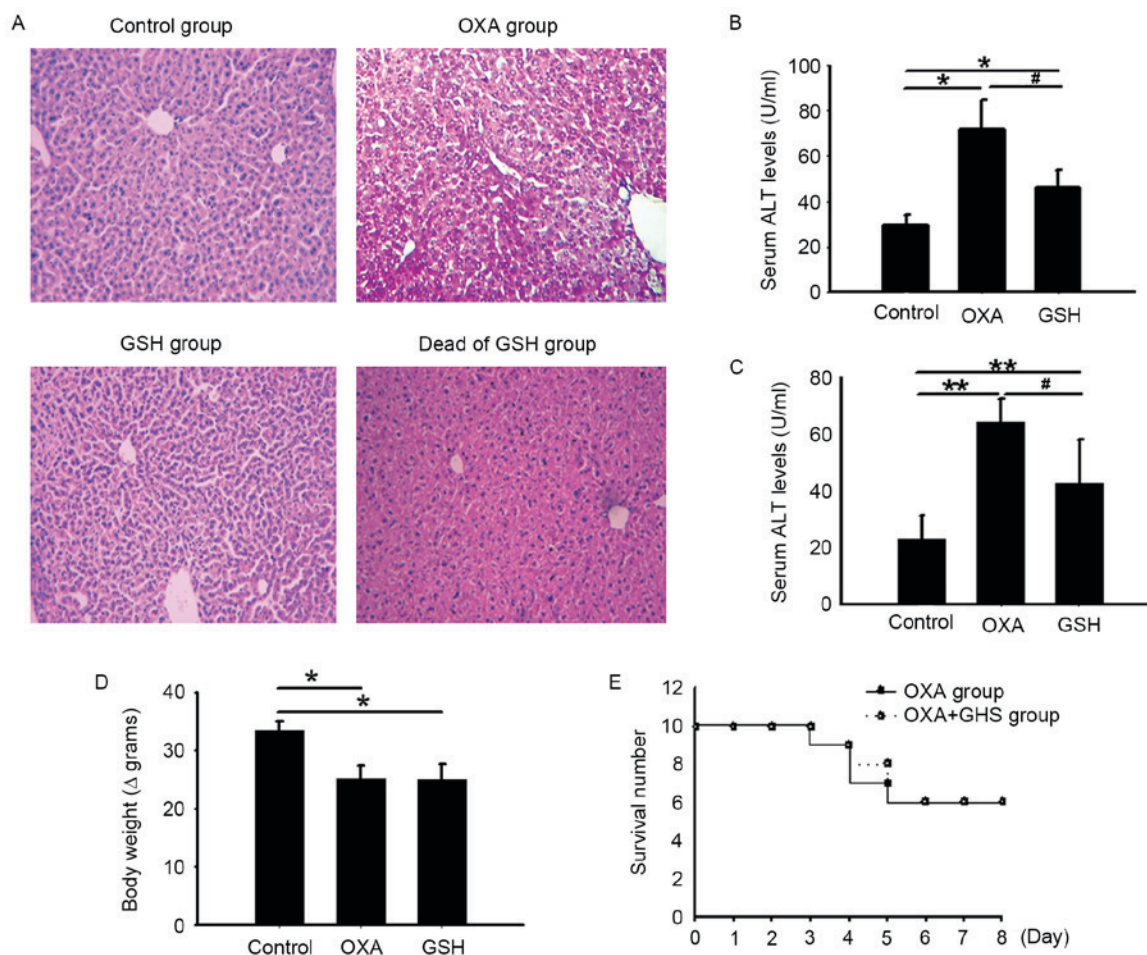 A
Control group
OXA group
GSH group
Dead of GSH group
B
Serum ALT levels (U/ml)
100
80
60
40
20
0
*
*
#
Control
OXA
GSH
C
Serum ALT levels (U/ml)
80
60
40
20
0
**
**
#
Control
OXA
GSH
D
Body weight (Δ grams)
40
30
20
10
0
*
*
Control
OXA
GSH
E
Survival number
12
10
8
6
4
2
0
OXA group
OXA+GHS group
0 1 2 3 4 5 6 7 8 (Day)